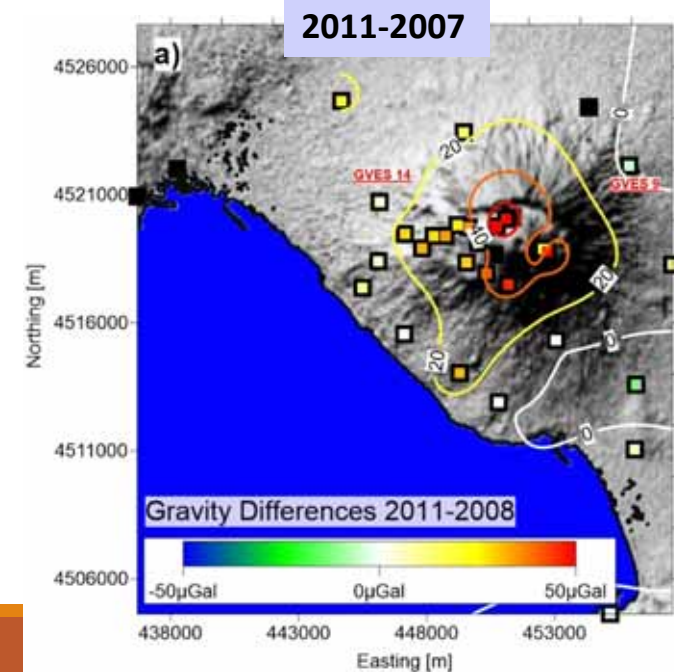 2011-2007
a)
4526000
4521000
4516000
4511000
4506000
Northing [m]
0
20
GVES 14
GVES 9
40
20
0
20
0
Gravity Differences 2011-2008
-50µGal
0µGal
50µGal
438000
443000
448000
453000
Easting [m]